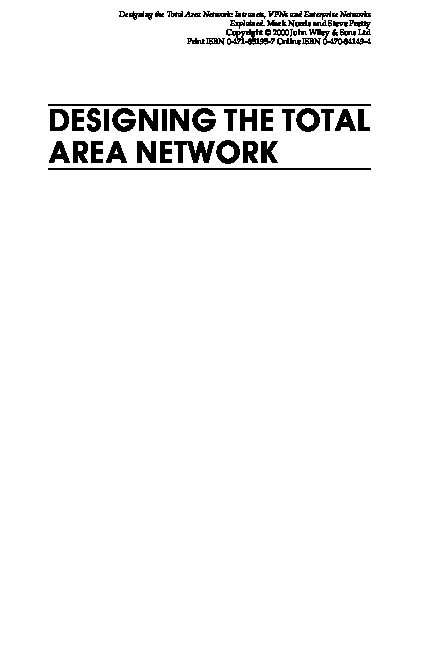 Designing the Total Area Network: Intranets, VPNs and Enterprise Networks
Explained. Mark Norris and Steve Pretty
Copyright © 2000 John Wiley & Sons Ltd
Print ISBN 0-471-85195-7 Online ISBN 0-470-84149-4
DESIGNING THE TOTAL
AREA NETWORK